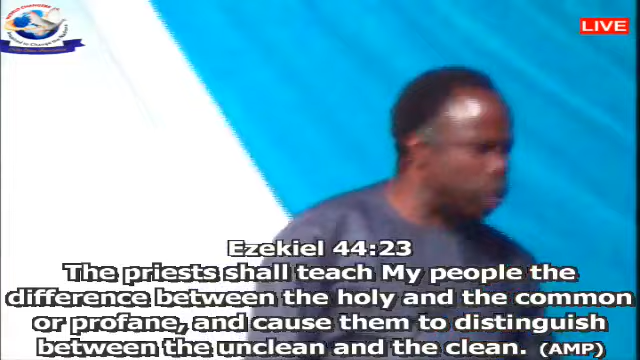 LIVE
Ezekiel 44:23
The priests shall teach My people the
difference between the holy and the common
or profane, and cause them to distinguish
between the unclean and the clean. (AMP)